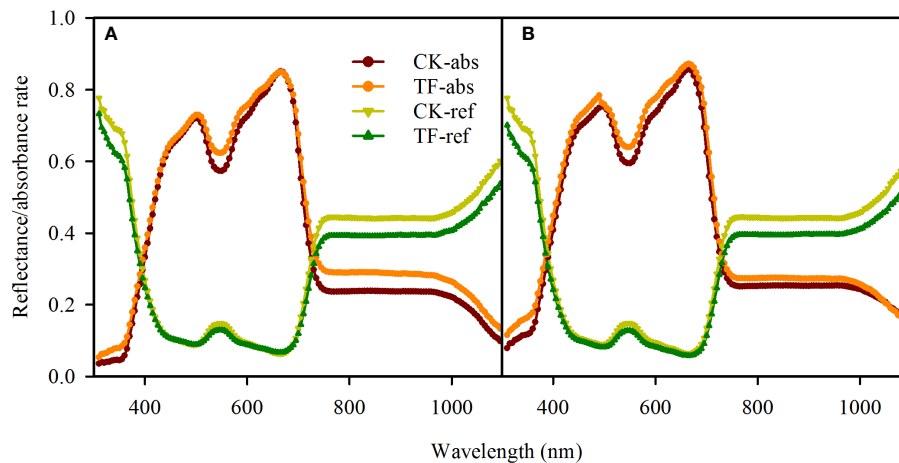 1.0
0.8
0.6
0.4
0.2
0.0
A
B
CK-abs
TF-abs
CK-ref
TF-ref
400
600
800
1000
400
600
800
1000
Reflectance/absorbance rate
Wavelength (nm)